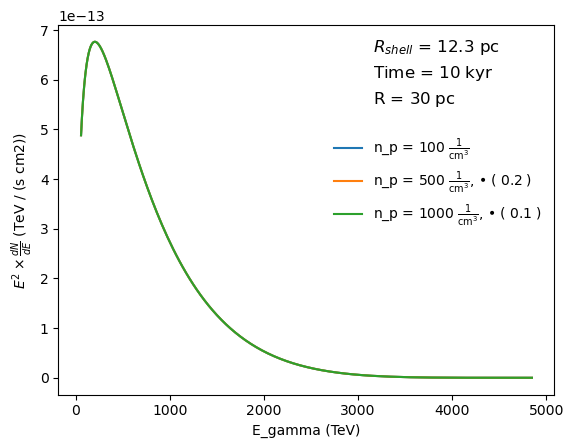 1e−13
7
6
5
4
3
2
1
0
0 1000 2000 3000 4000 5000
E_gamma (TeV)
E² × dN/dE (TeV / (s cm2))
R_shell = 12.3 pc
Time = 10 kyr
R = 30 pc
n_p = 100 1/cm³
n_p = 500 1/cm³, • ( 0.2 )
n_p = 1000 1/cm³, • ( 0.1 )